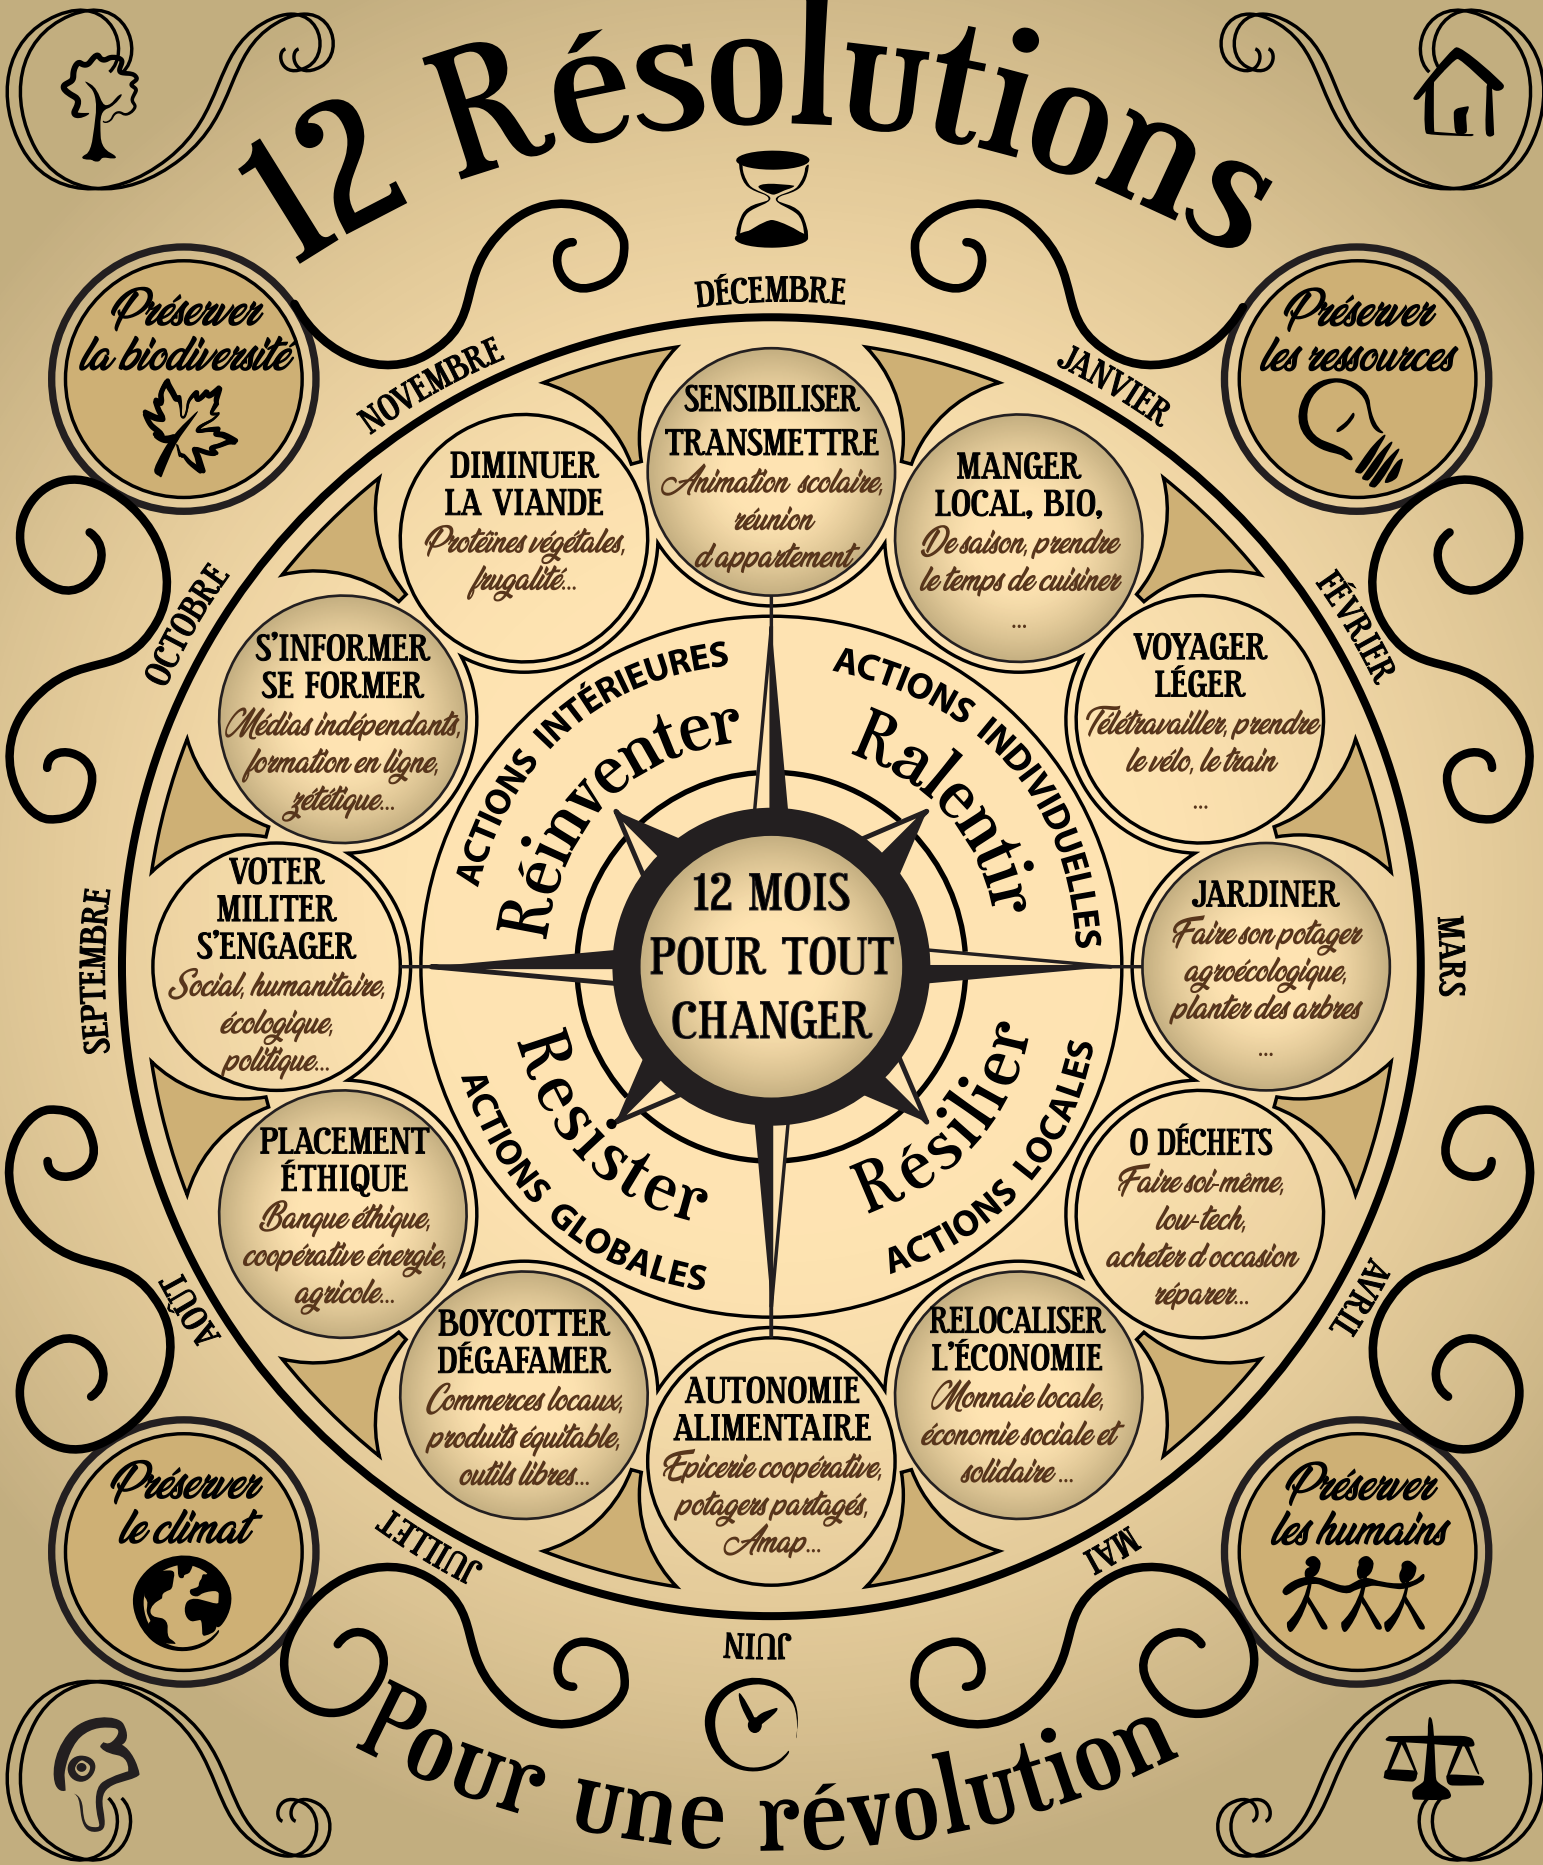 12 Résolutions
Préserver
la biodiversité
Préserver
les ressources
DÉCEMBRE
JANVIER
FÉVRIER
MARS
AVRIL
MAI
JUIN
JUILLET
AOÛT
SEPTEMBRE
OCTOBRE
NOVEMBRE
SENSIBILISER
TRANSMETTRE
Animation scolaire,
réunion
d'appartement
MANGER
LOCAL, BIO,
De saison, prendre
le temps de cuisiner
...
VOYAGER
LÉGER
Télétravailler, prendre
le vélo, le train
...
JARDINER
Faire son potager
agroécologique,
planter des arbres
...
0 DÉCHETS
Faire soi-même,
low-tech,
acheter d'occasion
réparer...
RELOCALISER
L'ÉCONOMIE
Monnaie locale,
économie sociale et
solidaire ...
AUTONOMIE
ALIMENTAIRE
Epicerie coopérative,
potagers partagés,
Amap...
BOYCOTTER
DÉGAFAMER
Commerces locaux,
produits équitable,
outils libres...
PLACEMENT
ÉTHIQUE
Banque éthique,
coopérative énergie,
agricole...
VOTER
MILITER
S'ENGAGER
Social, humanitaire,
écologique,
politique...
S'INFORMER
SE FORMER
Médias indépendants,
formation en ligne,
zététique...
DIMINUER
LA VIANDE
Protéines végétales,
frugalité...
ACTIONS INTÉRIEURES
Réinventer
ACTIONS INDIVIDUELLES
Ralentir
12 MOIS
POUR TOUT
CHANGER
Resister
ACTIONS GLOBALES
Résilier
ACTIONS LOCALES
Préserver
le climat
Préserver
les humains
Pour une révolution